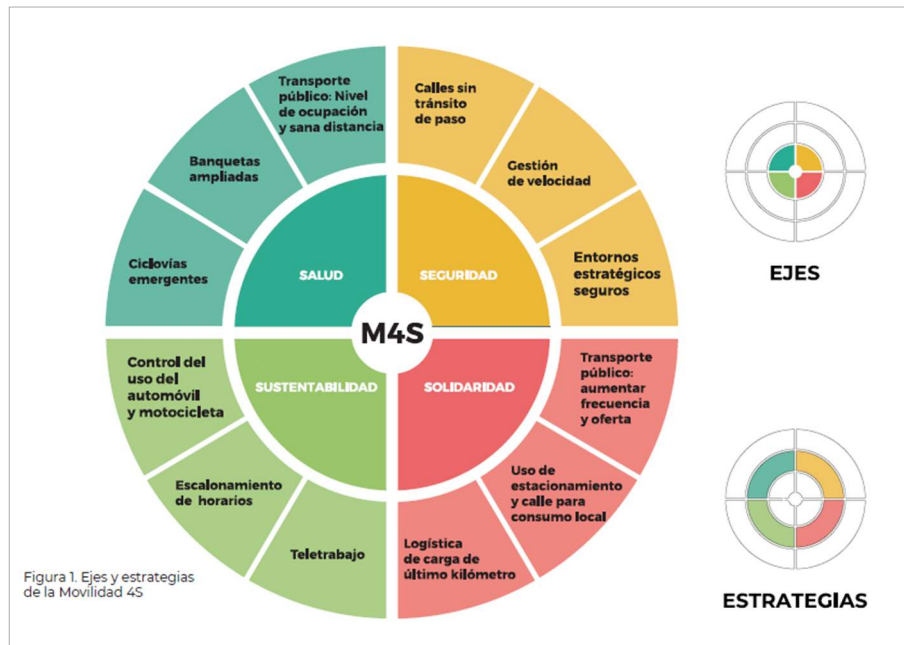 Transporte
público: Nivel
de ocupación
y sana distancia
Banquetas
ampliadas
Ciclovías
emergentes
SALUD
Calles sin
tránsito
de paso
Gestión
de velocidad
Entornos
estratégicos
seguros
SEGURIDAD
M4S
Control del
uso del
automóvil
y motocicleta
Escalonamiento
de horarios
Teletrabajo
SUSTENTABILIDAD
SOLIDARIDAD
Transporte
público:
aumentar
frecuencia
y oferta
Uso de
estacionamiento
y calle para
consumo local
Logística
de carga de
último kilómetro
EJES
ESTRATEGIAS
Figura 1. Ejes y estrategias
de la Movilidad 4S